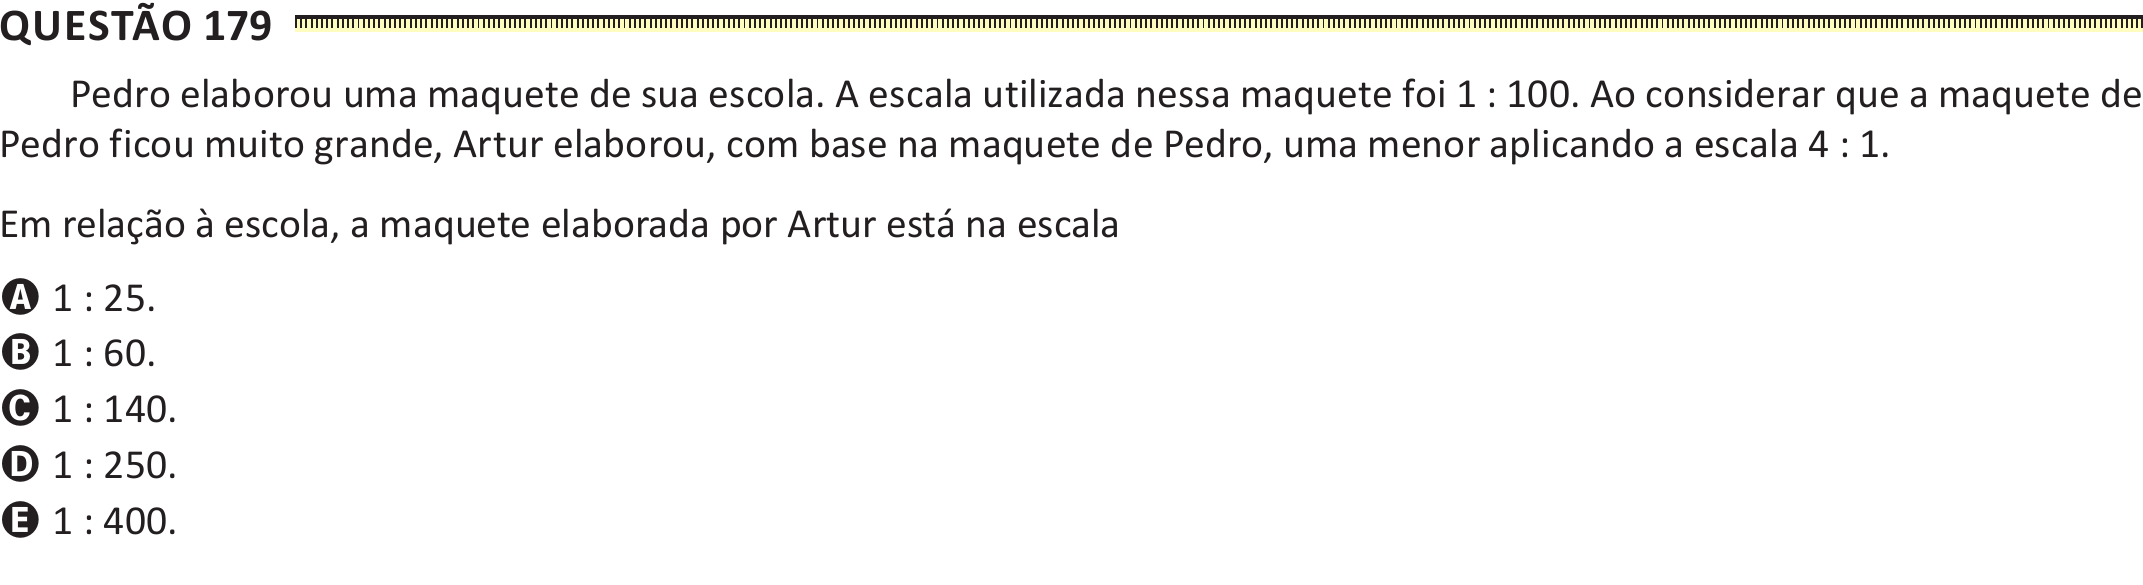 QUESTÃO 179
Pedro elaborou uma maquete de sua escola. A escala utilizada nessa maquete foi 1 : 100. Ao considerar que a maquete de
Pedro ficou muito grande, Artur elaborou, com base na maquete de Pedro, uma menor aplicando a escala 4 : 1.
Em relação à escola, a maquete elaborada por Artur está na escala
A 1 : 25.
B 1 : 60.
C 1 : 140.
D 1 : 250.
E 1 : 400.